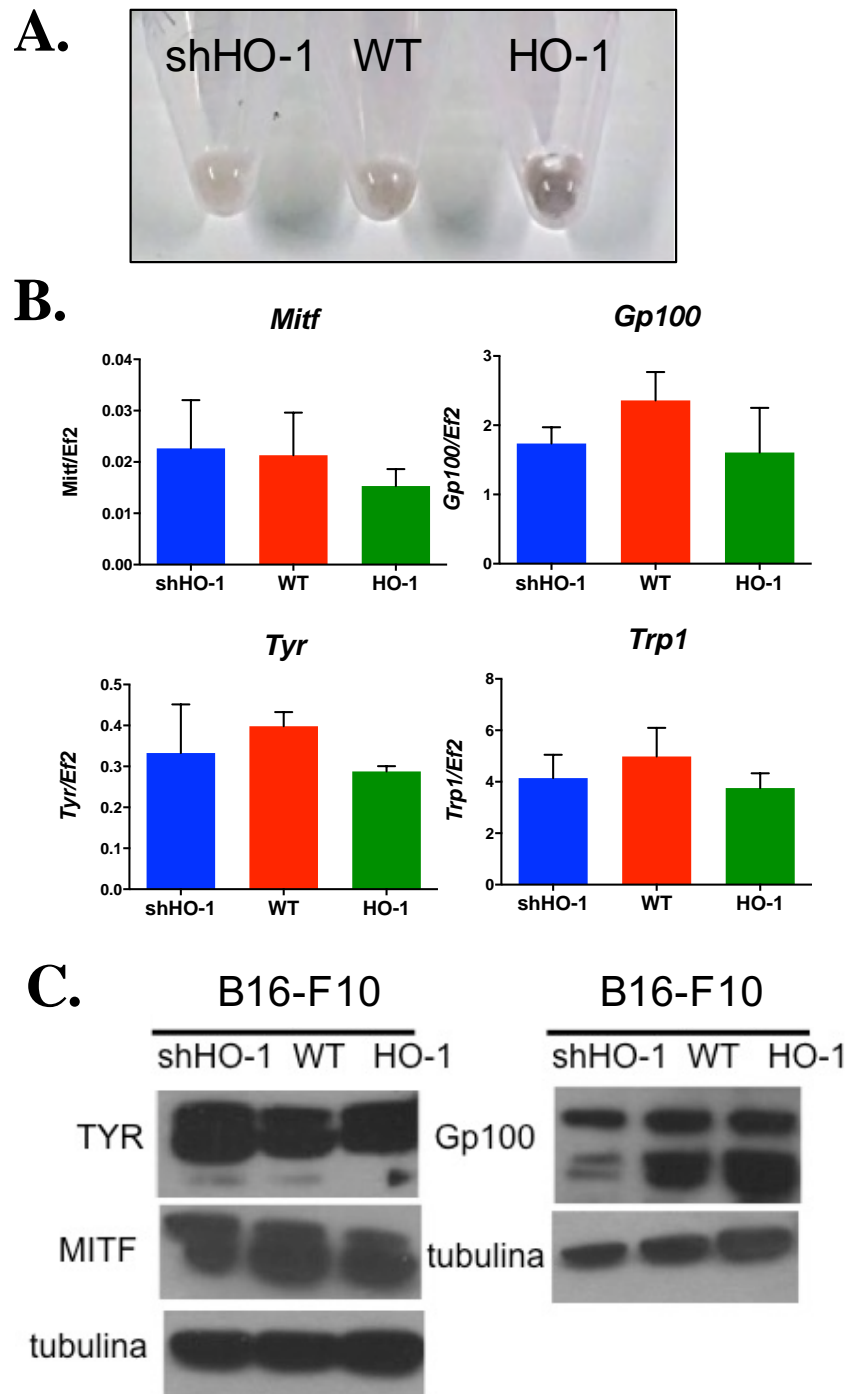 A.
shHO-1 WT HO-1
B.
Mitf
Mitf/Ef2
0.04
0.03
0.02
0.01
0.00
shHO-1 WT HO-1
Gp100
Gp100/Ef2
3
2
1
0
shHO-1 WT HO-1
Tyr
Tyr/Ef2
0.5
0.4
0.3
0.2
0.1
0.0
shHO-1 WT HO-1
Trp1
Trp1/Ef2
8
6
4
2
0
shHO-1 WT HO-1
C.
B16-F10
shHO-1 WT HO-1
TYR
MITF
tubulina
B16-F10
shHO-1 WT HO-1
Gp100
tubulina